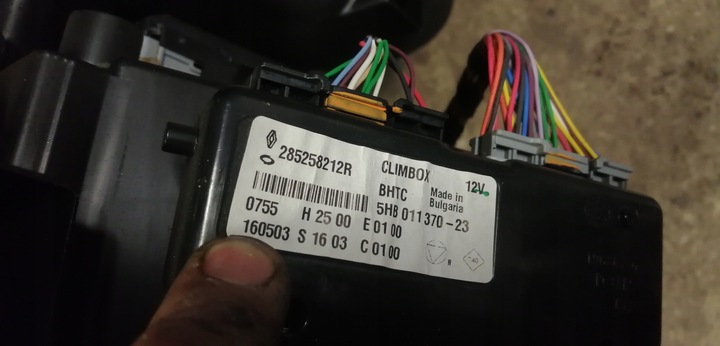 285258212R CLIMBOX 12V
BHTC Made in
Bulgaria
5HB 011 370-23
0755 H 25 00 E 01 00
160503 S 16 03 C 01 00